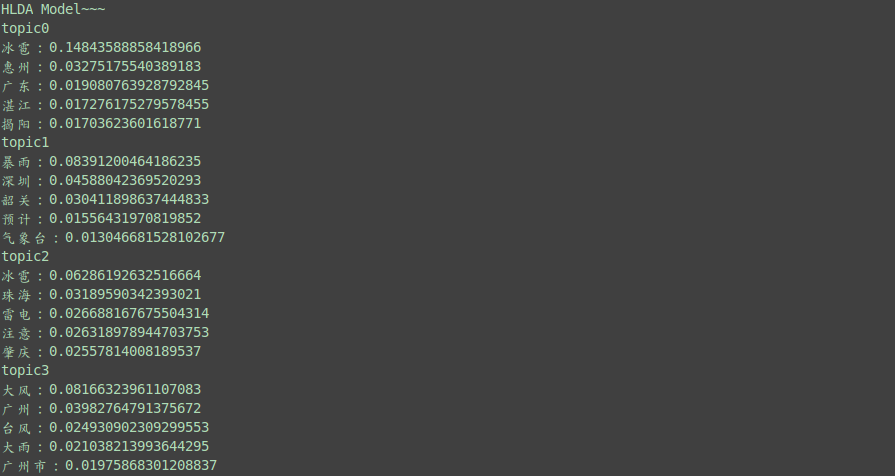 HLDA Model~~~
topic0
冰雹：0.14843588858418966
惠州：0.03275175540389183
广东：0.019080763928792845
湛江：0.017276175279578455
揭阳：0.01703623601618771
topic1
暴雨：0.08391200464186235
深圳：0.04588042369520293
韶关：0.030411898637444833
预计：0.01556431970819852
气象台：0.013046681528102677
topic2
冰雹：0.06286192632516664
珠海：0.03189590342393021
雷电：0.026688167675504314
注意：0.026318978944703753
肇庆：0.02557814008189537
topic3
大风：0.08166323961107083
广州：0.03982764791375672
台风：0.024930902309299553
大雨：0.021038213993644295
广州市：0.01975868301208837